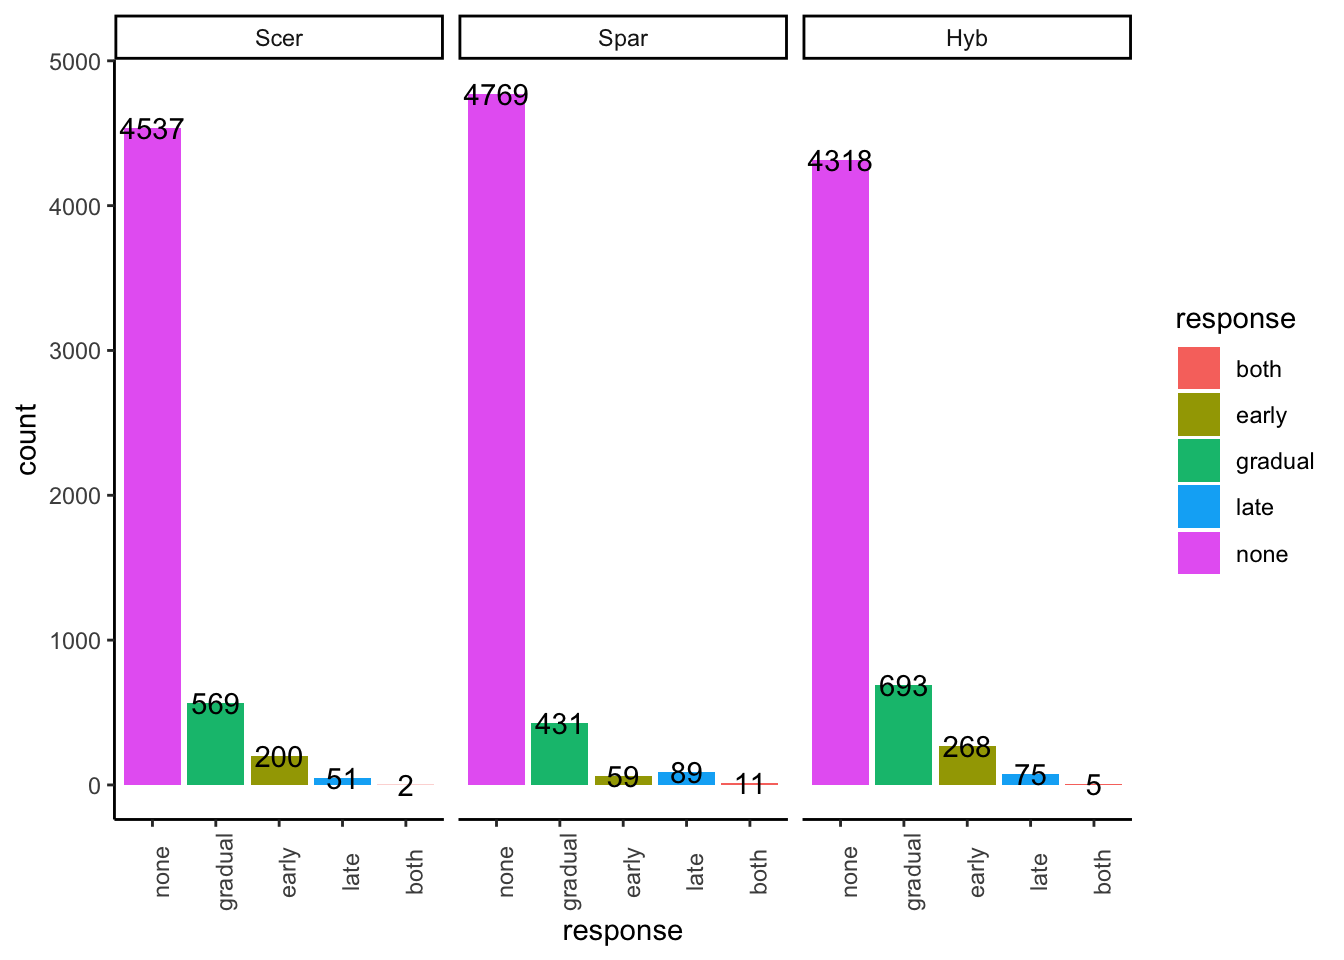 Scer Spar Hyb
5000
4000
3000
2000
1000
0
count
4537
569
200
51
2
4769
431
59
89
11
4318
693
268
75
5
none gradual early late both
none gradual early late both
none gradual early late both
response
response
both
early
gradual
late
none